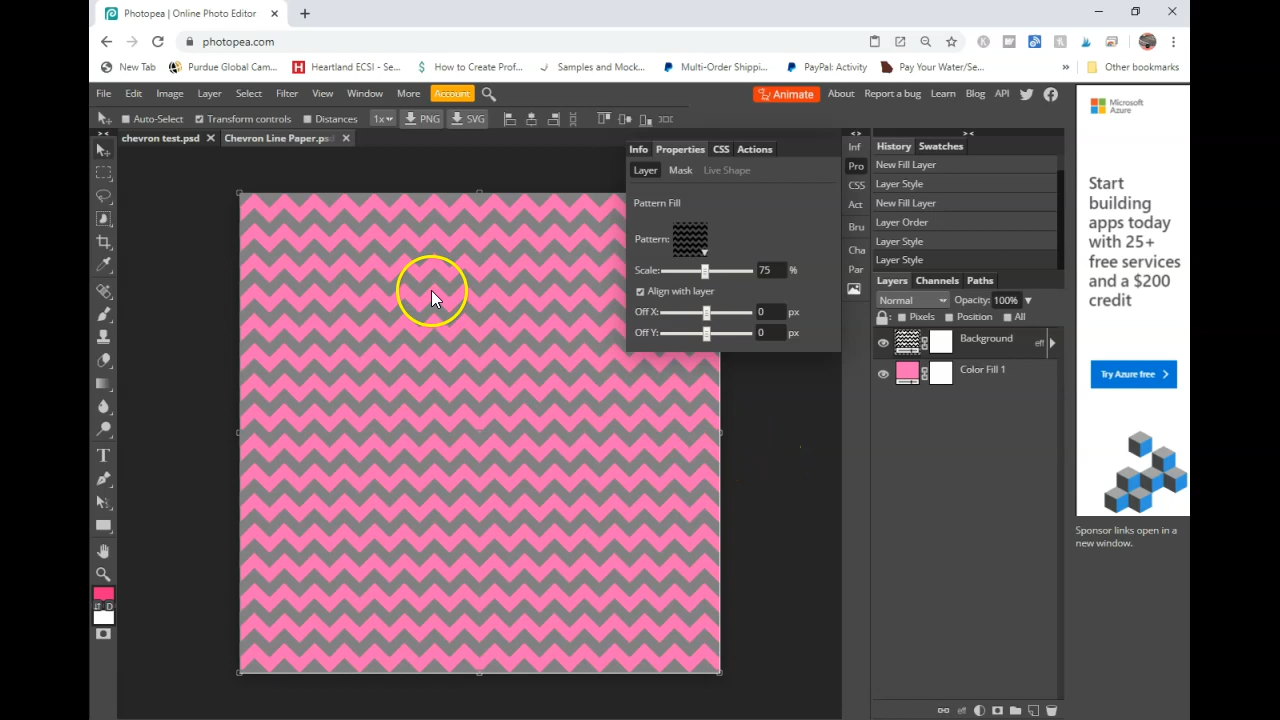 Photopea | Online Photo Editor
photopea.com
New Tab
Purdue Global Cam...
Heartland ECSI - Se...
How to Create Prof...
Samples and Mock...
Multi-Order Shippi...
PayPal: Activity
Pay Your Water/Se...
»
Other bookmarks
File Edit Image Layer Select Filter View Window More Account
Animate About Report a bug Learn Blog API
Auto-Select Transform controls Distances 1x PNG SVG
chevron test.psd Chevron Line Paper.psd
Info Properties CSS Actions
Layer Mask Live Shape
Pattern Fill
Pattern:
Scale: 75 %
Align with layer
Off X: 0 px
Off Y: 0 px
Inf
Pro
CSS
Act
Bru
Cha
Par
History Swatches
New Fill Layer
Layer Style
New Fill Layer
Layer Order
Layer Style
Layer Style
Layers Channels Paths
Normal Opacity: 100%
Pixels Position All
Background eff
Color Fill 1
eff
T
D
Microsoft
Azure
Start
building
apps today
with 25+
free services
and a $200
credit
Try Azure free
Sponsor links open in a
new window.